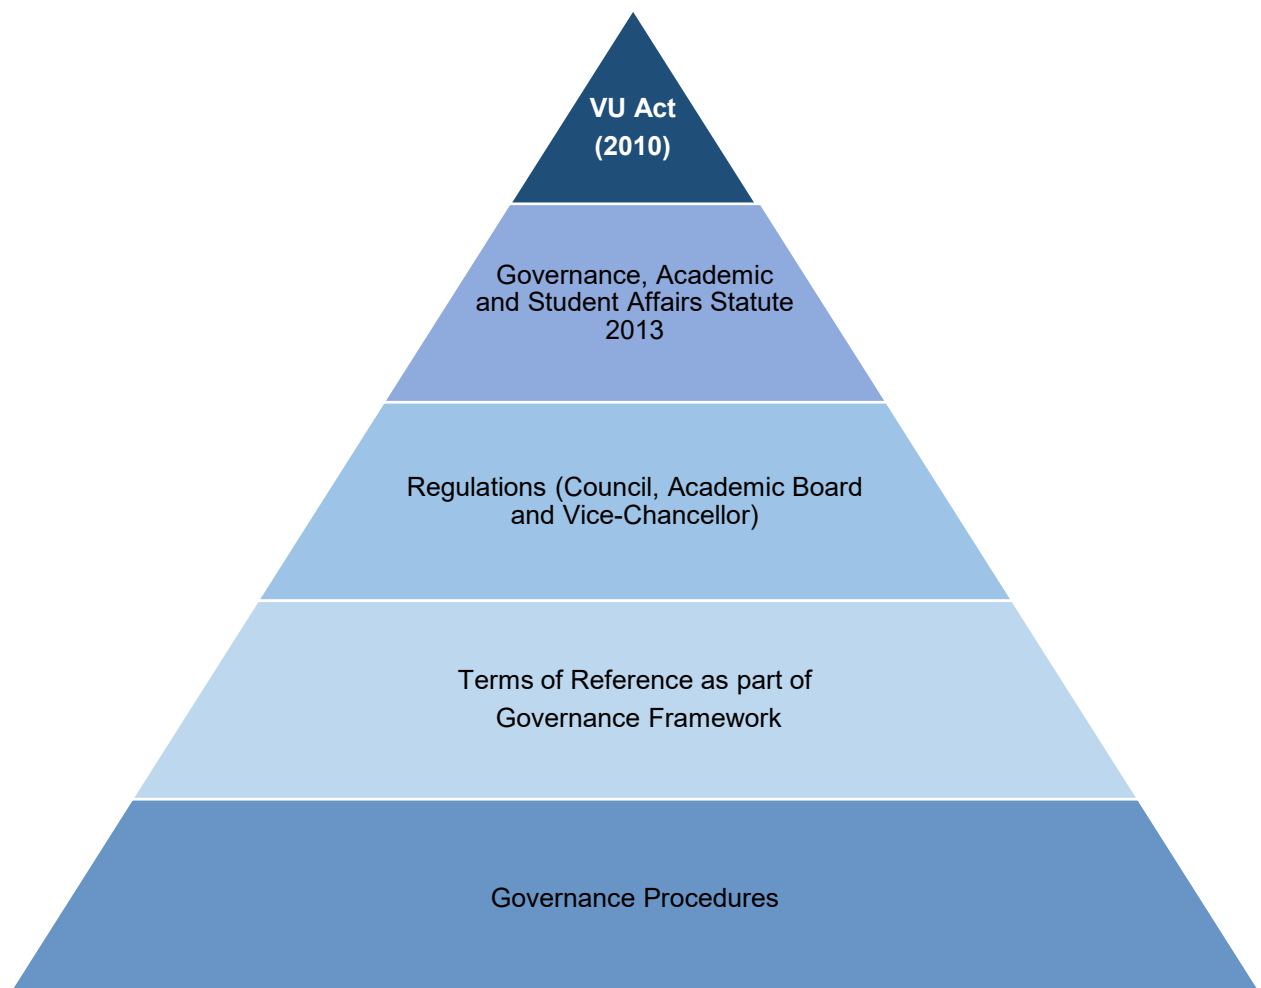 VU Act
(2010)
Governance, Academic
and Student Affairs Statute
2013
Regulations (Council, Academic Board
and Vice-Chancellor)
Terms of Reference as part of
Governance Framework
Governance Procedures